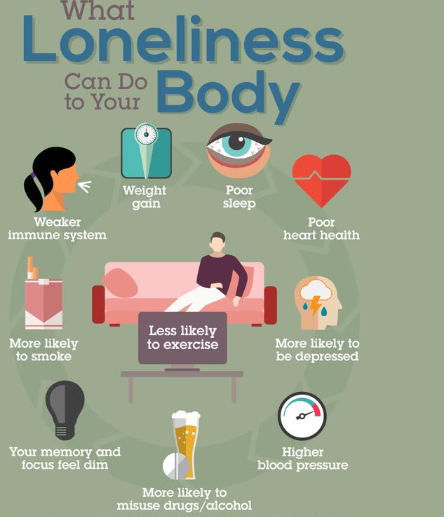 What
Loneliness
Can Do
to Your
Body
Weight
gain
Poor
sleep
Weaker
immune system
Poor
heart health
Less likely
to exercise
More likely
to smoke
More likely to
be depressed
Your memory and
focus feel dim
Higher
blood pressure
More likely to
misuse drugs/alcohol